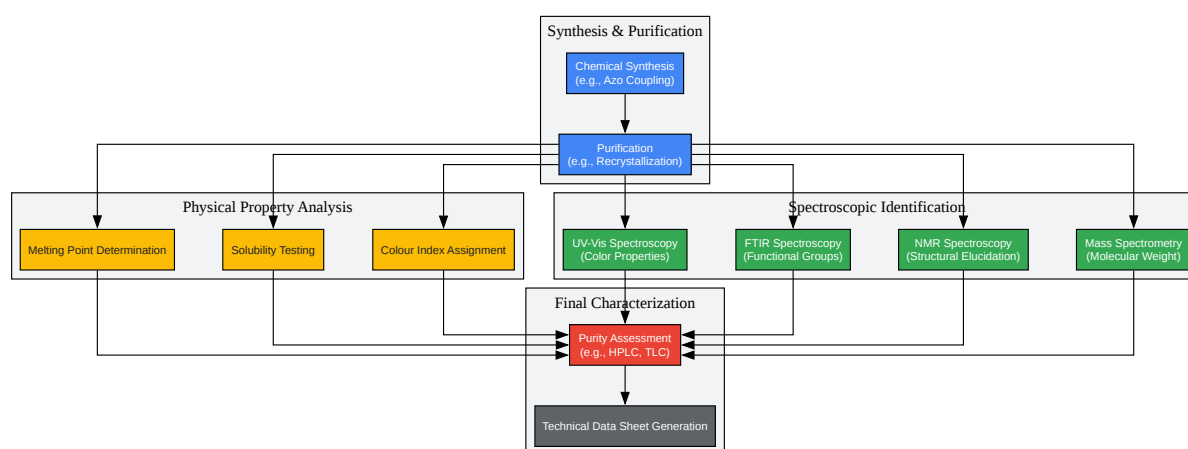 Synthesis & Purification
Chemical Synthesis
(e.g., Azo Coupling)
Purification
(e.g., Recrystallization)
Physical Property Analysis
Melting Point Determination
Solubility Testing
Colour Index Assignment
Spectroscopic Identification
UV-Vis Spectroscopy
(Color Properties)
FTIR Spectroscopy
(Functional Groups)
NMR Spectroscopy
(Structural Elucidation)
Mass Spectrometry
(Molecular Weight)
Final Characterization
Purity Assessment
(e.g., HPLC, TLC)
Technical Data Sheet Generation